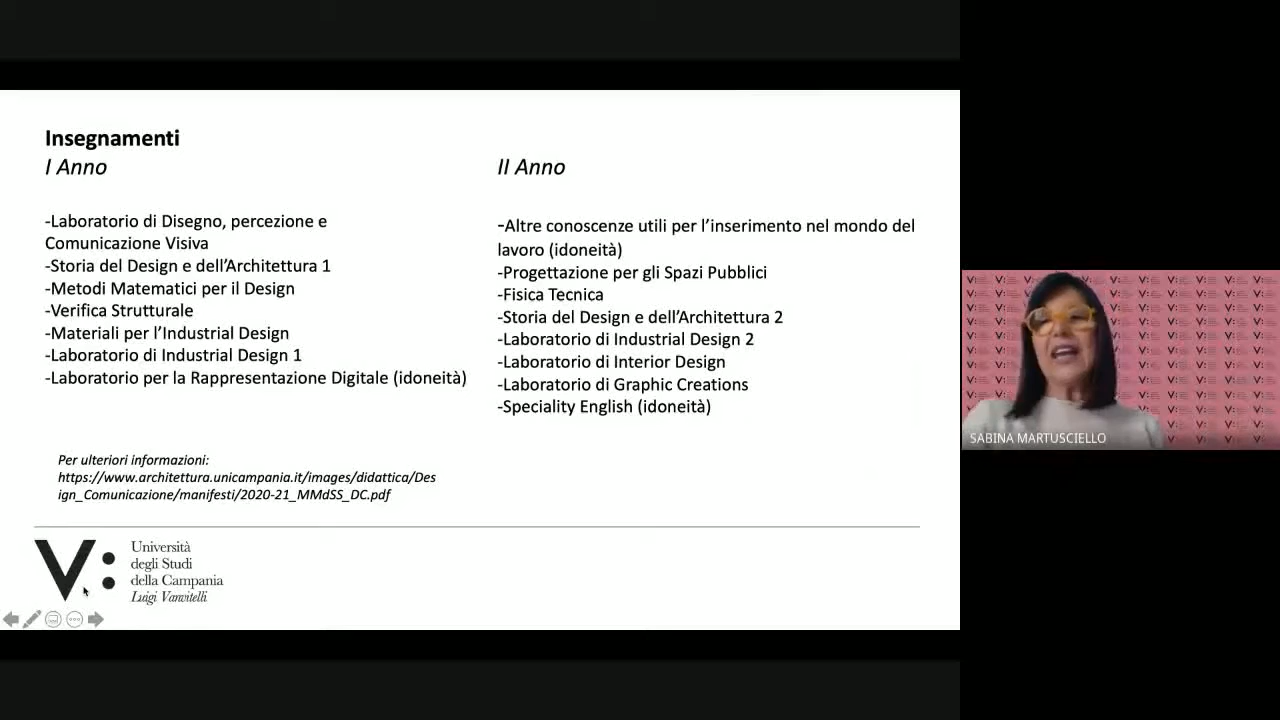 Insegnamenti
I Anno
-Laboratorio di Disegno, percezione e
Comunicazione Visiva
-Storia del Design e dell’Architettura 1
-Metodi Matematici per il Design
-Verifica Strutturale
-Materiali per l’Industrial Design
-Laboratorio di Industrial Design 1
-Laboratorio per la Rappresentazione Digitale (idoneità)
II Anno
-Altre conoscenze utili per l’inserimento nel mondo del
lavoro (idoneità)
-Progettazione per gli Spazi Pubblici
-Fisica Tecnica
-Storia del Design e dell’Architettura 2
-Laboratorio di Industrial Design 2
-Laboratorio di Interior Design
-Laboratorio di Graphic Creations
-Speciality English (idoneità)
Per ulteriori informazioni:
https://www.architettura.unicampania.it/images/didattica/Des
ign_Comunicazione/manifesti/2020-21_MMdSS_DC.pdf
V:
Università
degli Studi
della Campania
Luigi Vanvitelli
SABINA MARTUSCIELLO